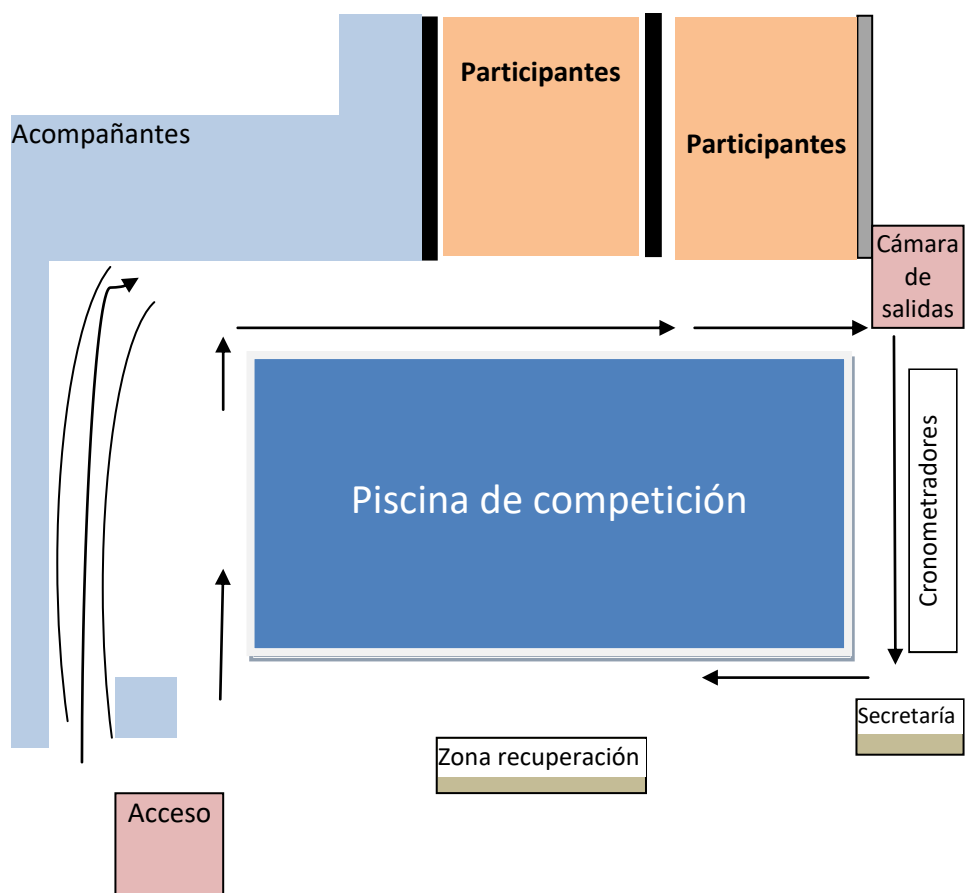 Participantes
Acompañantes
Participantes
Cámara
de
salidas
Cronometradores
Piscina de competición
Secretaría
Zona recuperación
Acceso